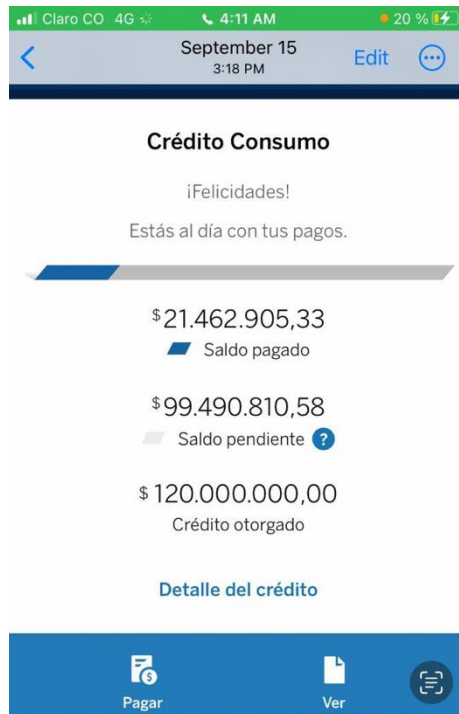 Claro CO 4G 4:11 AM 20 %
September 15
3:18 PM
Edit
Crédito Consumo
¡Felicidades!
Estás al día con tus pagos.
$21.462.905,33
Saldo pagado
$99.490.810,58
Saldo pendiente ?
$120.000.000,00
Crédito otorgado
Detalle del crédito
Pagar Ver